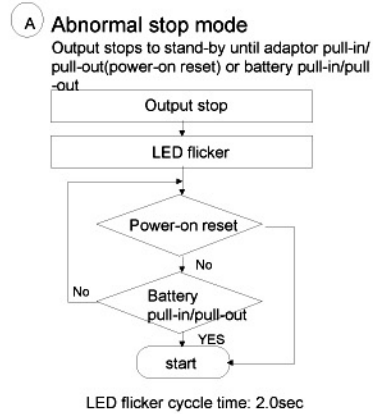 A Abnormal stop mode
Output stops to stand-by until adaptor pull-in/
pull-out(power-on reset) or battery pull-in/pull
-out
Output stop
LED flicker
Power-on reset
No
No
Battery
pull-in/pull-out
YES
start
LED flicker cyccle time: 2.0sec